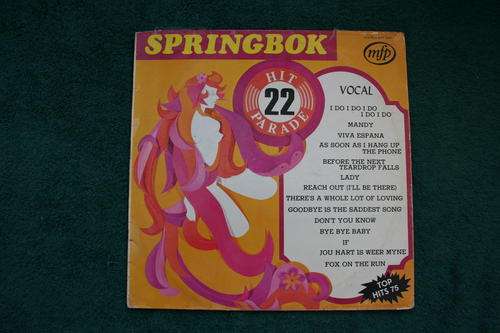 SPRINGBOK
mfp
HIT
22
PARADE
VOCAL
I DO I DO I DO
I DO I DO
MANDY
VIVA ESPANA
AS SOON AS I HANG UP
THE PHONE
BEFORE THE NEXT
TEARDROP FALLS
LADY
REACH OUT (I'LL BE THERE)
THERE'S A WHOLE LOT OF LOVING
GOODBYE IS THE SADDEST SONG
DON'T YOU KNOW
BYE BYE BABY
IF
JOU HART IS WEER MYNE
FOX ON THE RUN
TOP
HITS 75